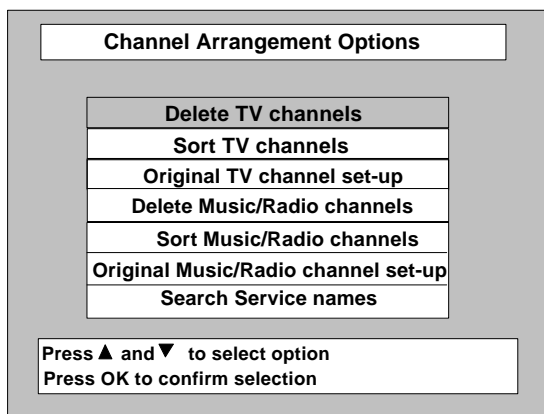 Channel Arrangement Options
Delete TV channels
Sort TV channels
Original TV channel set-up
Delete Music/Radio channels
Sort Music/Radio channels
Original Music/Radio channel set-up
Search Service names
Press ▲ and ▼ to select option
Press OK to confirm selection